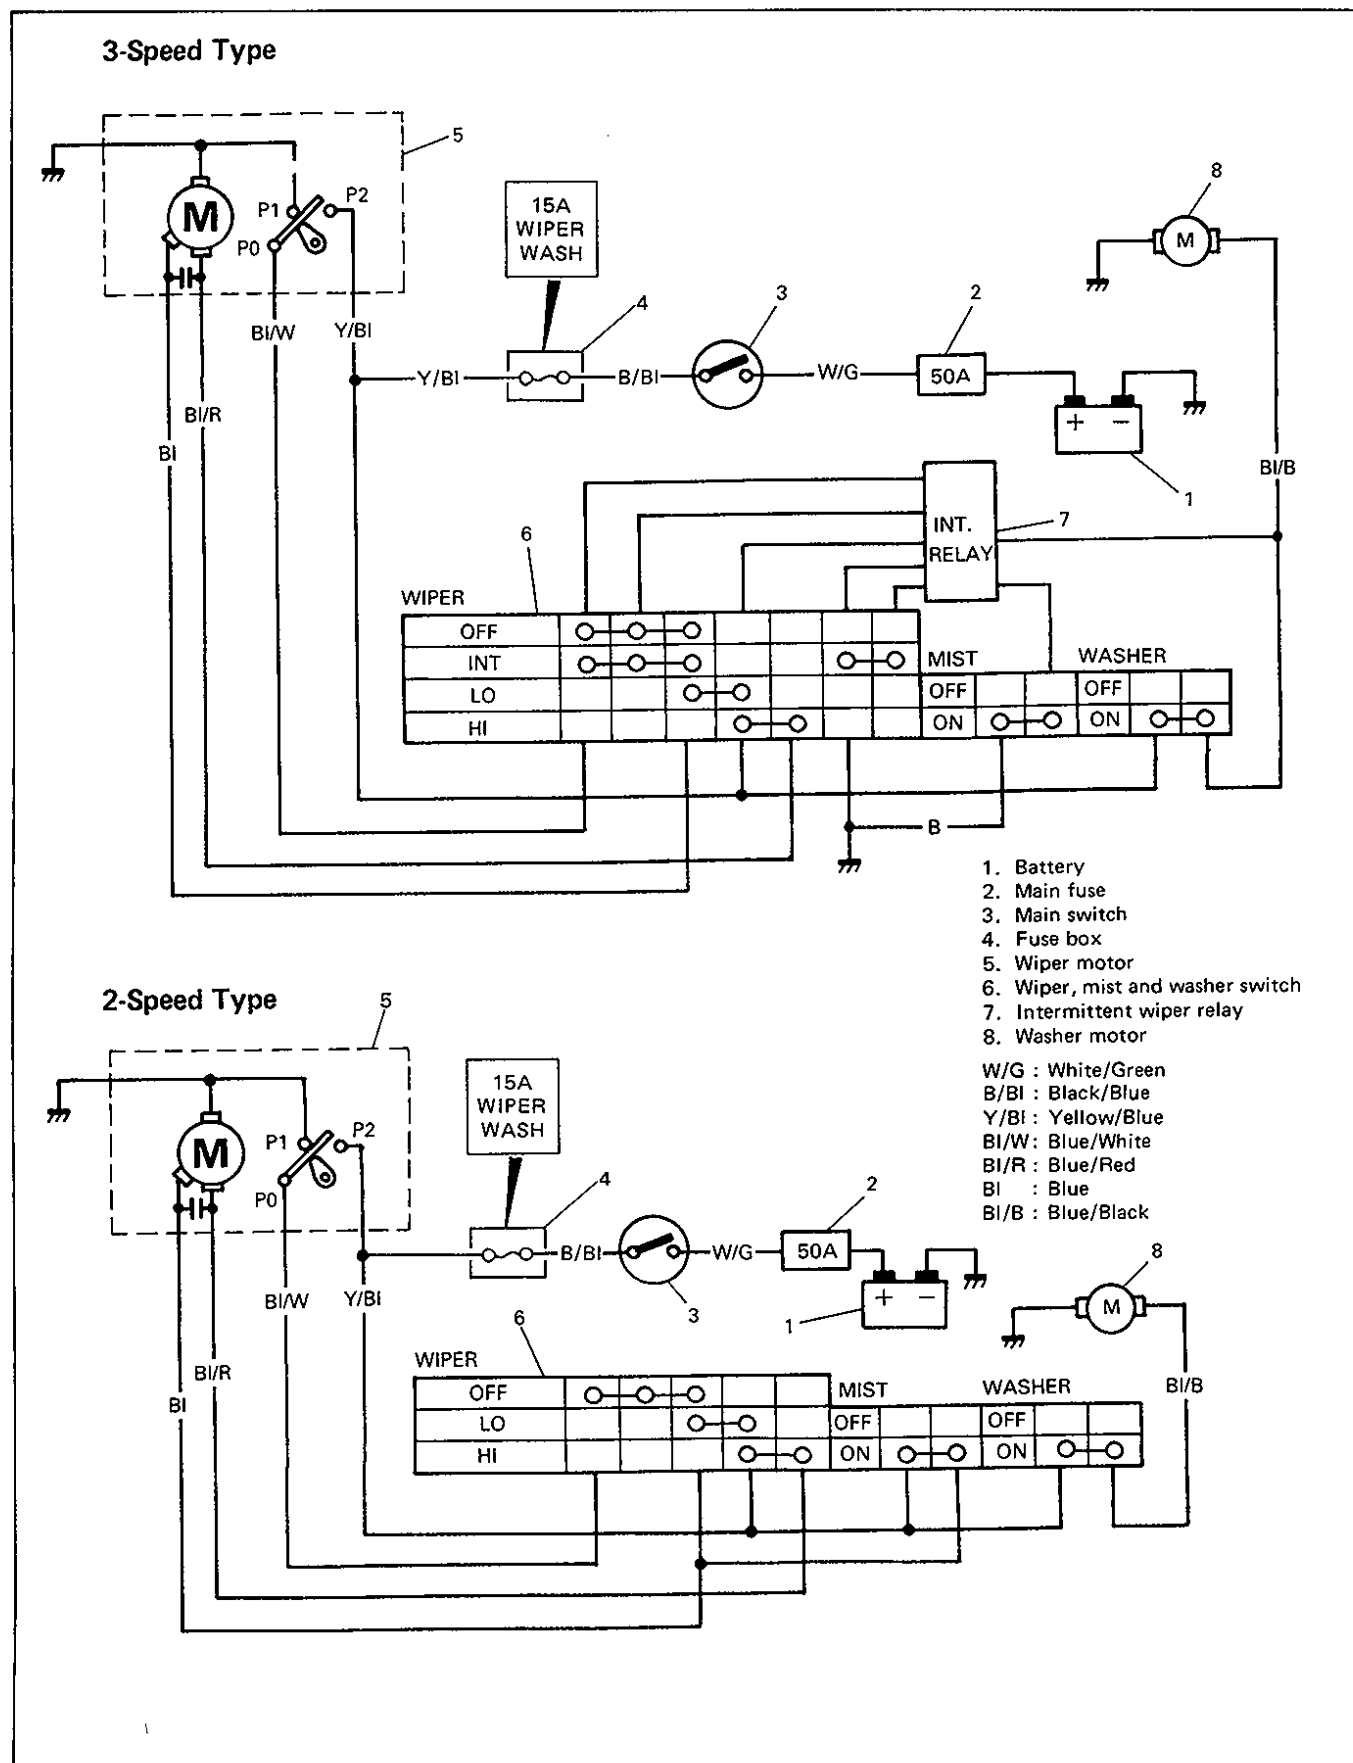 3-Speed Type
5
M
P1
P2
P0
15A
WIPER
WASH
8
M
4
3
2
Bl/W
Y/Bl
Y/Bl
B/Bl
W/G
50A
+ −
Bl/R
Bl
Bl/B
1
INT.
RELAY
7
6
WIPER
OFF
INT
LO
HI
MIST
OFF
ON
WASHER
OFF
ON
B
1. Battery
2. Main fuse
3. Main switch
4. Fuse box
5. Wiper motor
6. Wiper, mist and washer switch
7. Intermittent wiper relay
8. Washer motor
W/G : White/Green
B/Bl : Black/Blue
Y/Bl : Yellow/Blue
Bl/W : Blue/White
Bl/R : Blue/Red
Bl : Blue
Bl/B : Blue/Black
2-Speed Type
5
M
P1
P2
P0
15A
WIPER
WASH
4
2
B/Bl
W/G
50A
3
+ −
1
8
M
Bl/W
Y/Bl
Bl/R
Bl
Bl/B
6
WIPER
OFF
LO
HI
MIST
OFF
ON
WASHER
OFF
ON